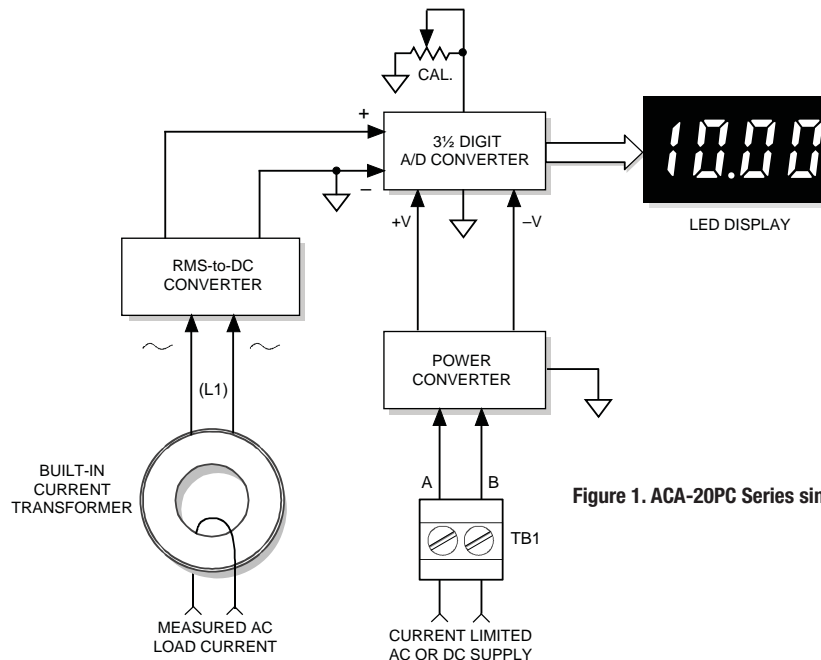 CAL.
+
3½ DIGIT
A/D CONVERTER
–
10.00
LED DISPLAY
+V
–V
RMS-to-DC
CONVERTER
(L1)
POWER
CONVERTER
BUILT-IN
CURRENT
TRANSFORMER
A
B
TB1
Figure 1. ACA-20PC Series
MEASURED AC
LOAD CURRENT
CURRENT LIMITED
AC OR DC SUPPLY